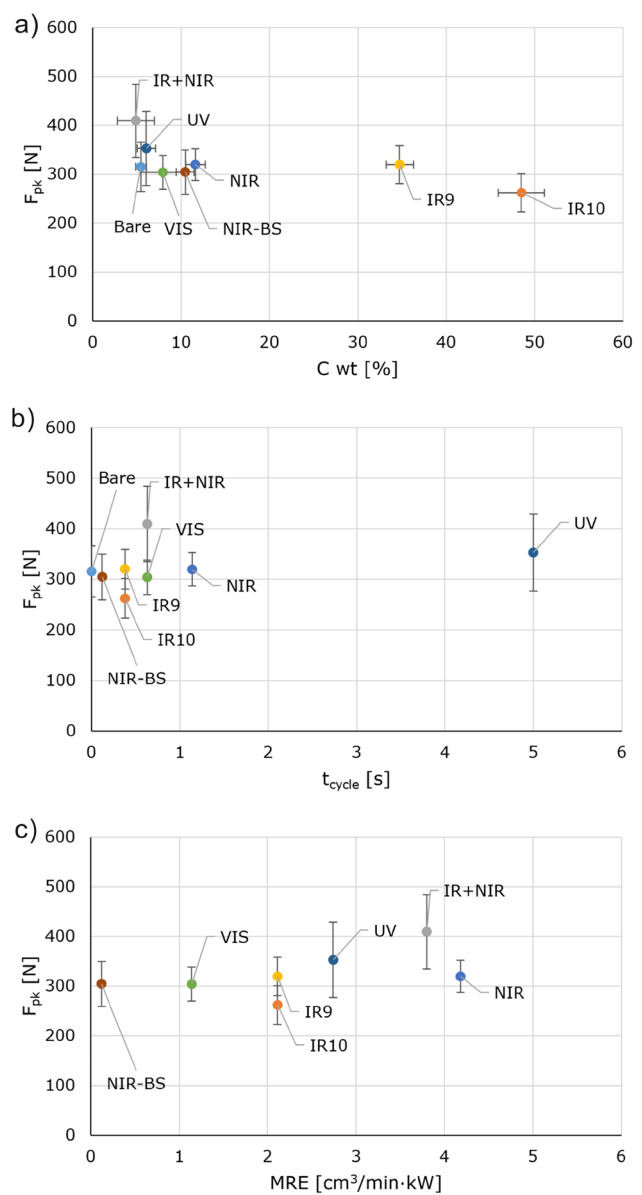 a)
600
500
400
300
200
100
0
F_pk [N]
IR+NIR
UV
NIR
IR9
IR10
Bare
VIS
NIR-BS
0 10 20 30 40 50 60
C wt [%]
b)
600
500
400
300
200
100
0
F_pk [N]
Bare
IR+NIR
VIS
UV
NIR
IR9
IR10
NIR-BS
0 1 2 3 4 5 6
t_cycle [s]
c)
600
500
400
300
200
100
0
F_pk [N]
IR+NIR
VIS
UV
NIR
IR9
IR10
NIR-BS
0 1 2 3 4 5 6
MRE [cm³/min·kW]